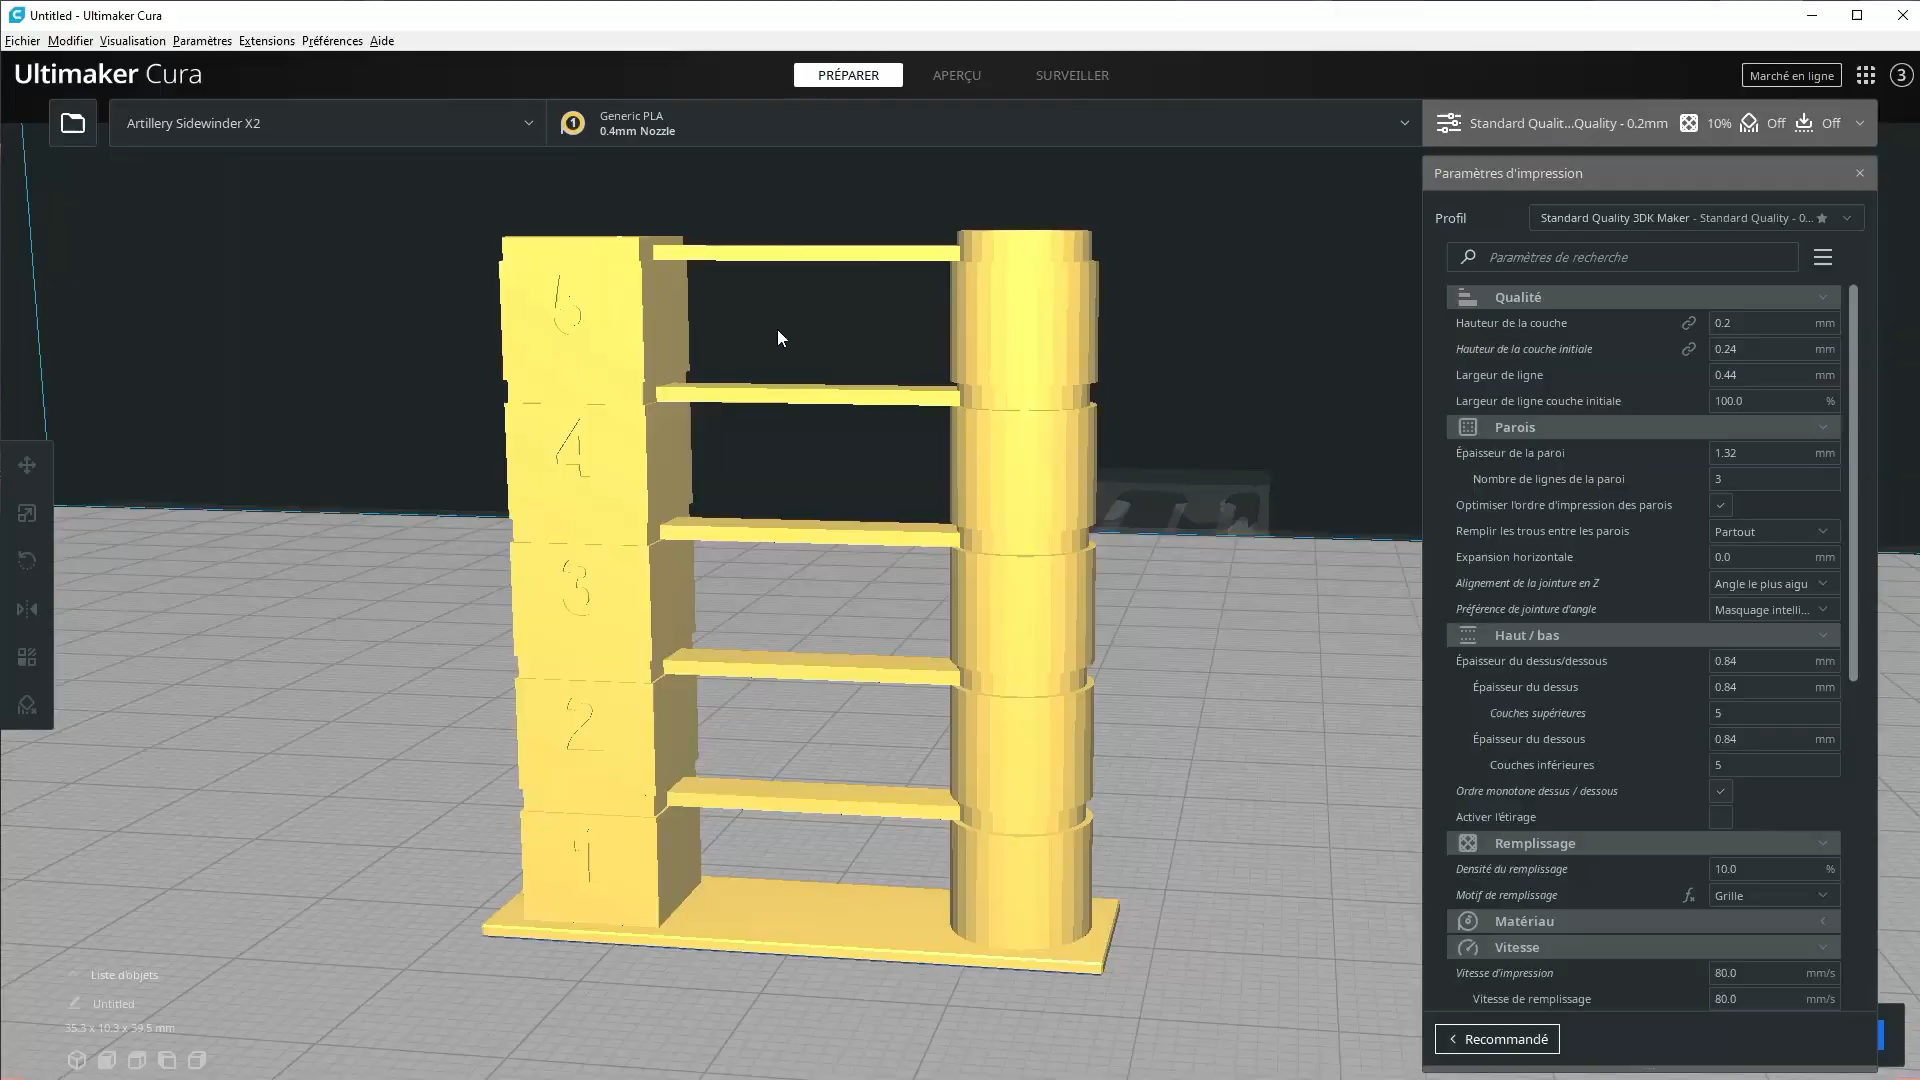 Untitled - Ultimaker Cura
Fichier Modifier Visualisation Paramètres Extensions Préférences Aide
Ultimaker Cura
PRÉPARER APERÇU SURVEILLER
Marché en ligne 3
Artillery Sidewinder X2
1 Generic PLA
0.4mm Nozzle
Standard Qualit...Quality - 0.2mm 10% Off Off
Paramètres d'impression
Profil Standard Quality 3DK Maker - Standard Quality - 0...
Paramètres de recherche
Qualité
Hauteur de la couche 0.2 mm
Hauteur de la couche initiale 0.24 mm
Largeur de ligne 0.44 mm
Largeur de ligne couche initiale 100.0 %
Parois
Épaisseur de la paroi 1.32 mm
Nombre de lignes de la paroi 3
Optimiser l'ordre d'impression des parois
Remplir les trous entre les parois Partout
Expansion horizontale 0.0 mm
Alignement de la jointure en Z Angle le plus aigu
Préférence de jointure d'angle Masquage intelli...
Haut / bas
Épaisseur du dessus/dessous 0.84 mm
Épaisseur du dessus 0.84 mm
Couches supérieures 5
Épaisseur du dessous 0.84 mm
Couches inférieures 5
Ordre monotone dessus / dessous
Activer l'étirage
Remplissage
Densité du remplissage 10.0 %
Motif de remplissage Grille
Matériau
Vitesse
Vitesse d'impression 80.0 mm/s
Vitesse de remplissage 80.0 mm/s
Recommandé
4
3
2
1
Liste d'objets
Untitled
35.3 x 10.3 x 59.5 mm